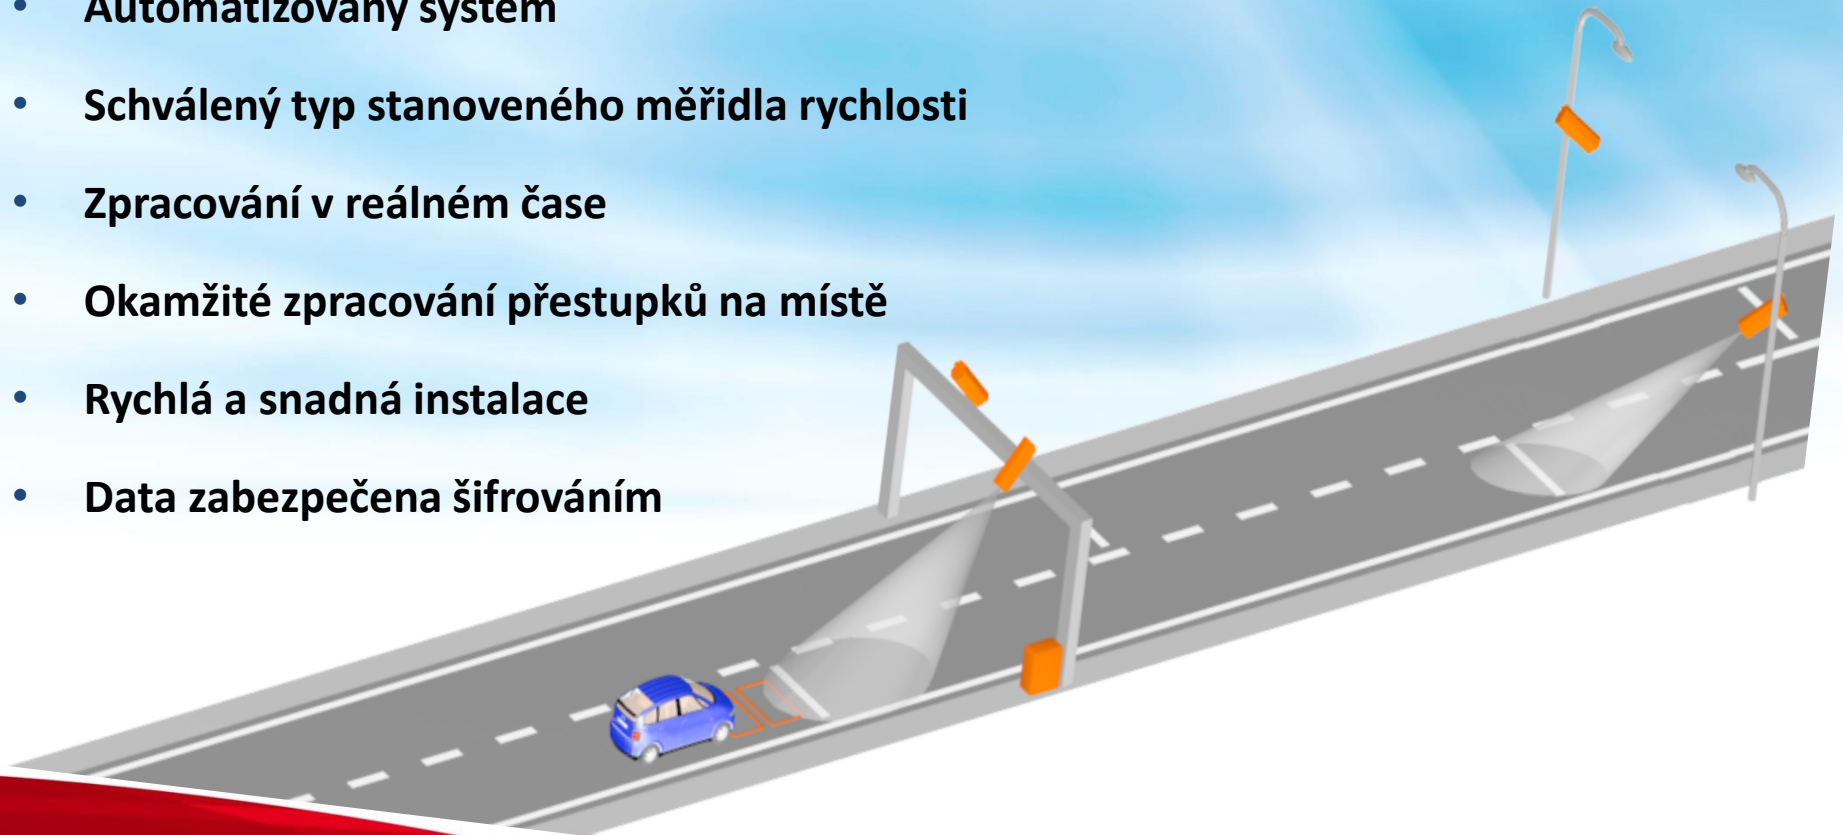 • Automatizovaný systém
• Schválený typ stanoveného měřidla rychlosti
• Zpracování v reálném čase
• Okamžité zpracování přestupků na místě
• Rychlá a snadná instalace
• Data zabezpečena šifrováním